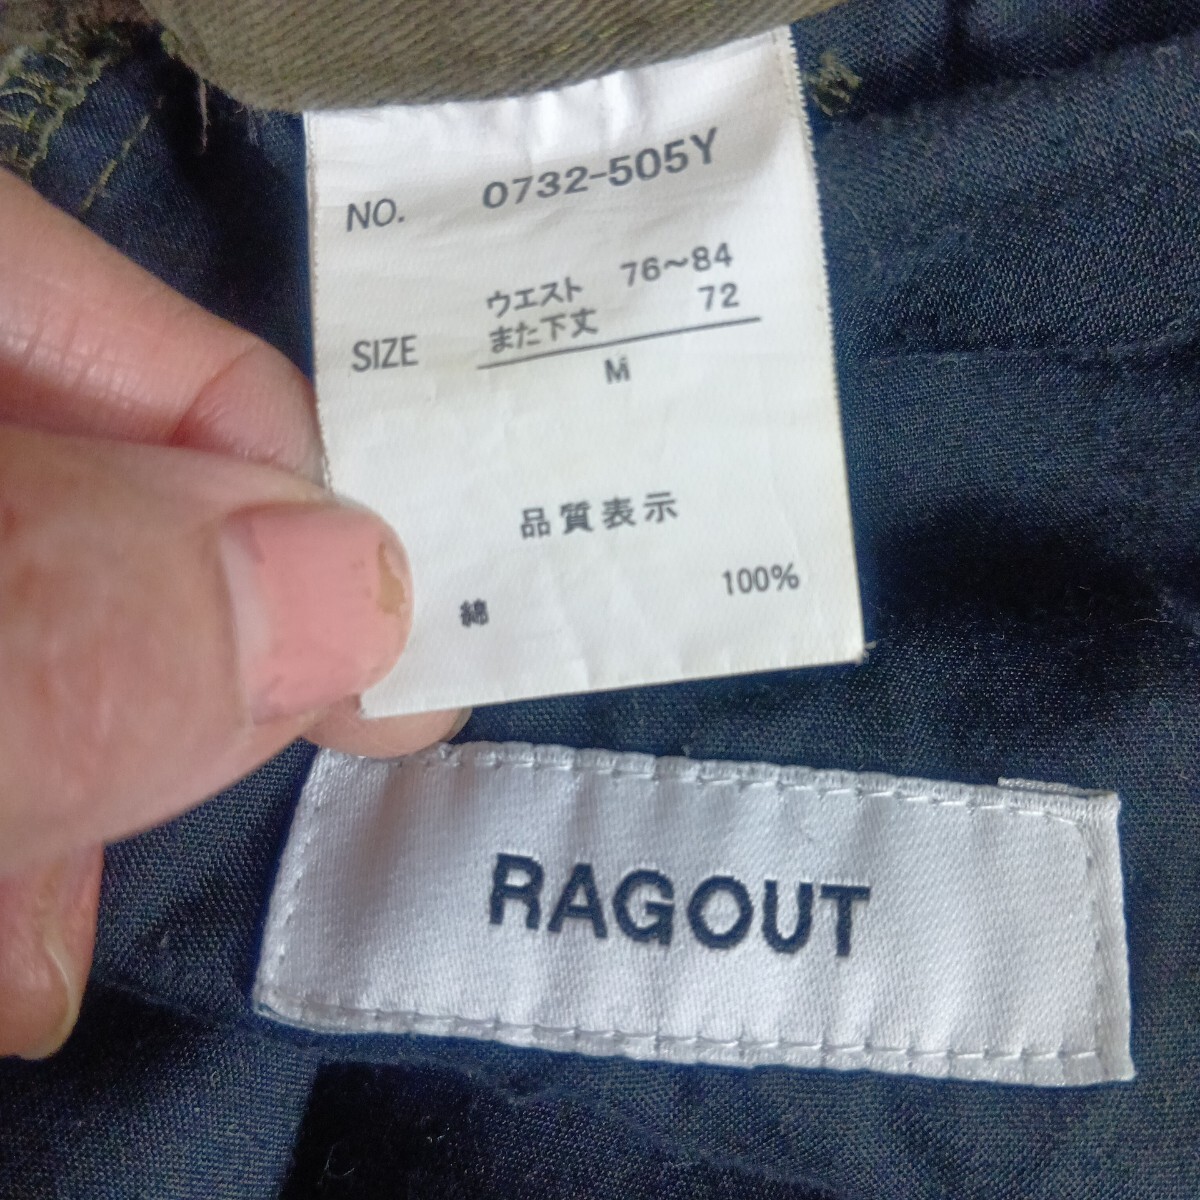 NO. 0732-505Y
ウエスト 76~84
また下丈 72
SIZE
M
品質表示
綿 100%
RAGOUT